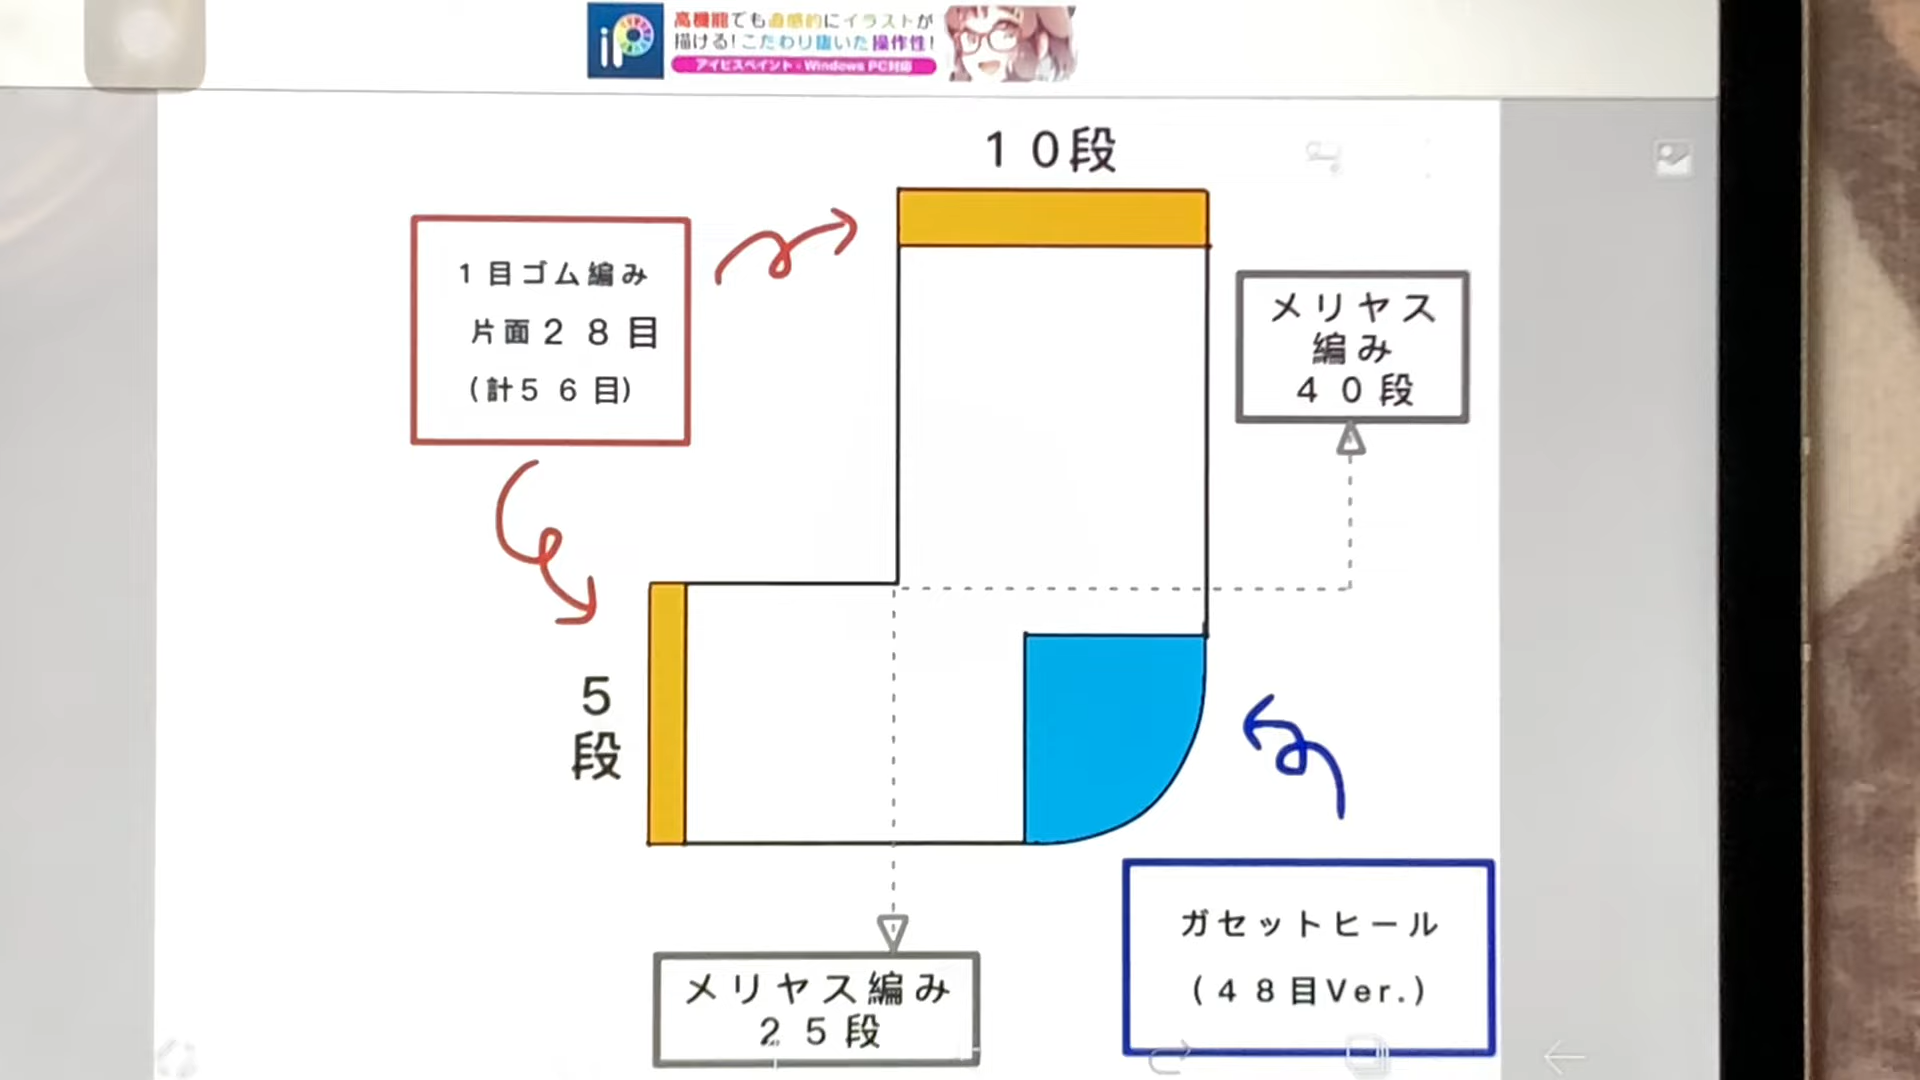 iP
高機能でも直感的にイラストが
描ける!こだわり抜いた操作性!
アイビスペイント・Windows PC対応
10段
1目ゴム編み
片面28目
(計56目)
メリヤス
編み
40段
5
段
ガセットヒール
(48目Ver.)
メリヤス編み
25段